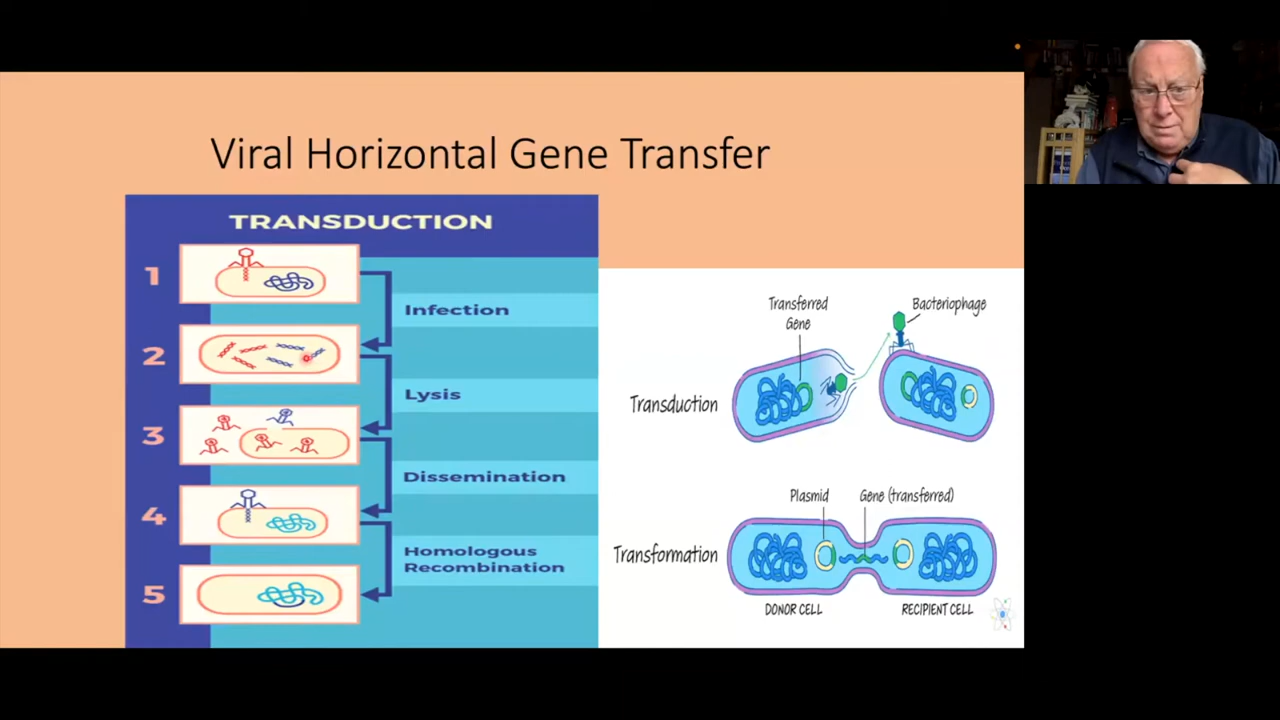 Viral Horizontal Gene Transfer
TRANSDUCTION
1
Infection
2
Lysis
3
Dissemination
4
Homologous
Recombination
5
Transferred
Gene
Bacteriophage
Transduction
Plasmid
Gene (transferred)
Transformation
DONOR CELL
RECIPIENT CELL